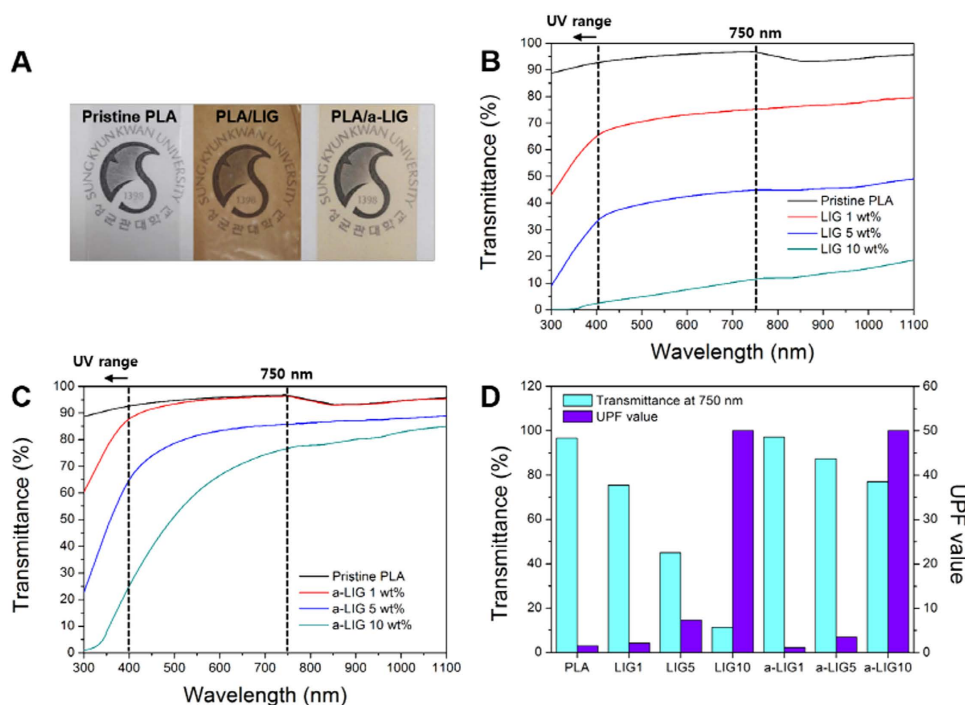 A
Pristine PLA
PLA/LIG
PLA/a-LIG
SUNGKYUNKWAN UNIVERSITY
1398
성균관대학교
SUNGKYUNKWAN UNIVERSITY
1398
성균관대학교
SUNGKYUNKWAN UNIVERSITY
1398
성균관대학교
B
UV range
750 nm
Transmittance (%)
100
90
80
70
60
50
40
30
20
10
0
Pristine PLA
LIG 1 wt%
LIG 5 wt%
LIG 10 wt%
300 400 500 600 700 800 900 1000 1100
Wavelength (nm)
C
UV range
750 nm
Transmittance (%)
100
90
80
70
60
50
40
30
20
10
0
Pristine PLA
a-LIG 1 wt%
a-LIG 5 wt%
a-LIG 10 wt%
300 400 500 600 700 800 900 1000 1100
Wavelength (nm)
D
Transmittance (%)
120
100
80
60
40
20
0
Transmittance at 750 nm
UPF value
60
50
40
30
20
10
0
UPF value
PLA LIG1 LIG5 LIG10 a-LIG1 a-LIG5 a-LIG10